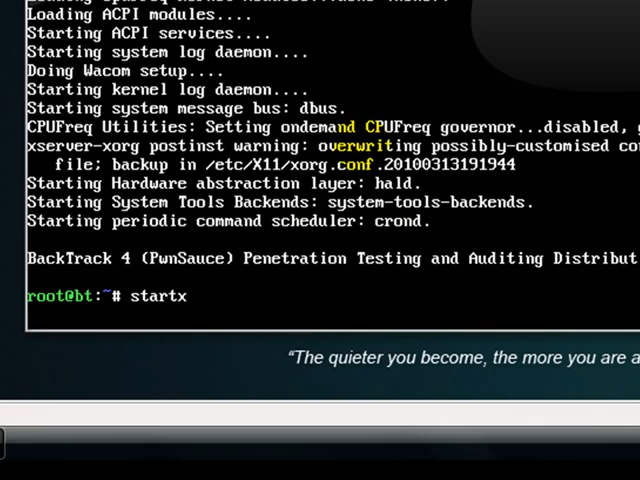 Loading ACPI modules....
Starting ACPI services....
Starting system log daemon....
Doing Wacom setup....
Starting kernel log daemon....
Starting system message bus: dbus.
CPUFreq Utilities: Setting ondemand CPUFreq governor...disabled,
xserver-xorg postinst warning: overwriting possibly-customised
file; backup in /etc/X11/xorg.conf.20100313191944
Starting Hardware abstraction layer: hald.
Starting System Tools Backends: system-tools-backends.
Starting periodic command scheduler: crond.
BackTrack 4 (PwnSauce) Penetration Testing and Auditing Distribut
root@bt:~# startx
“The quieter you become, the more you are a